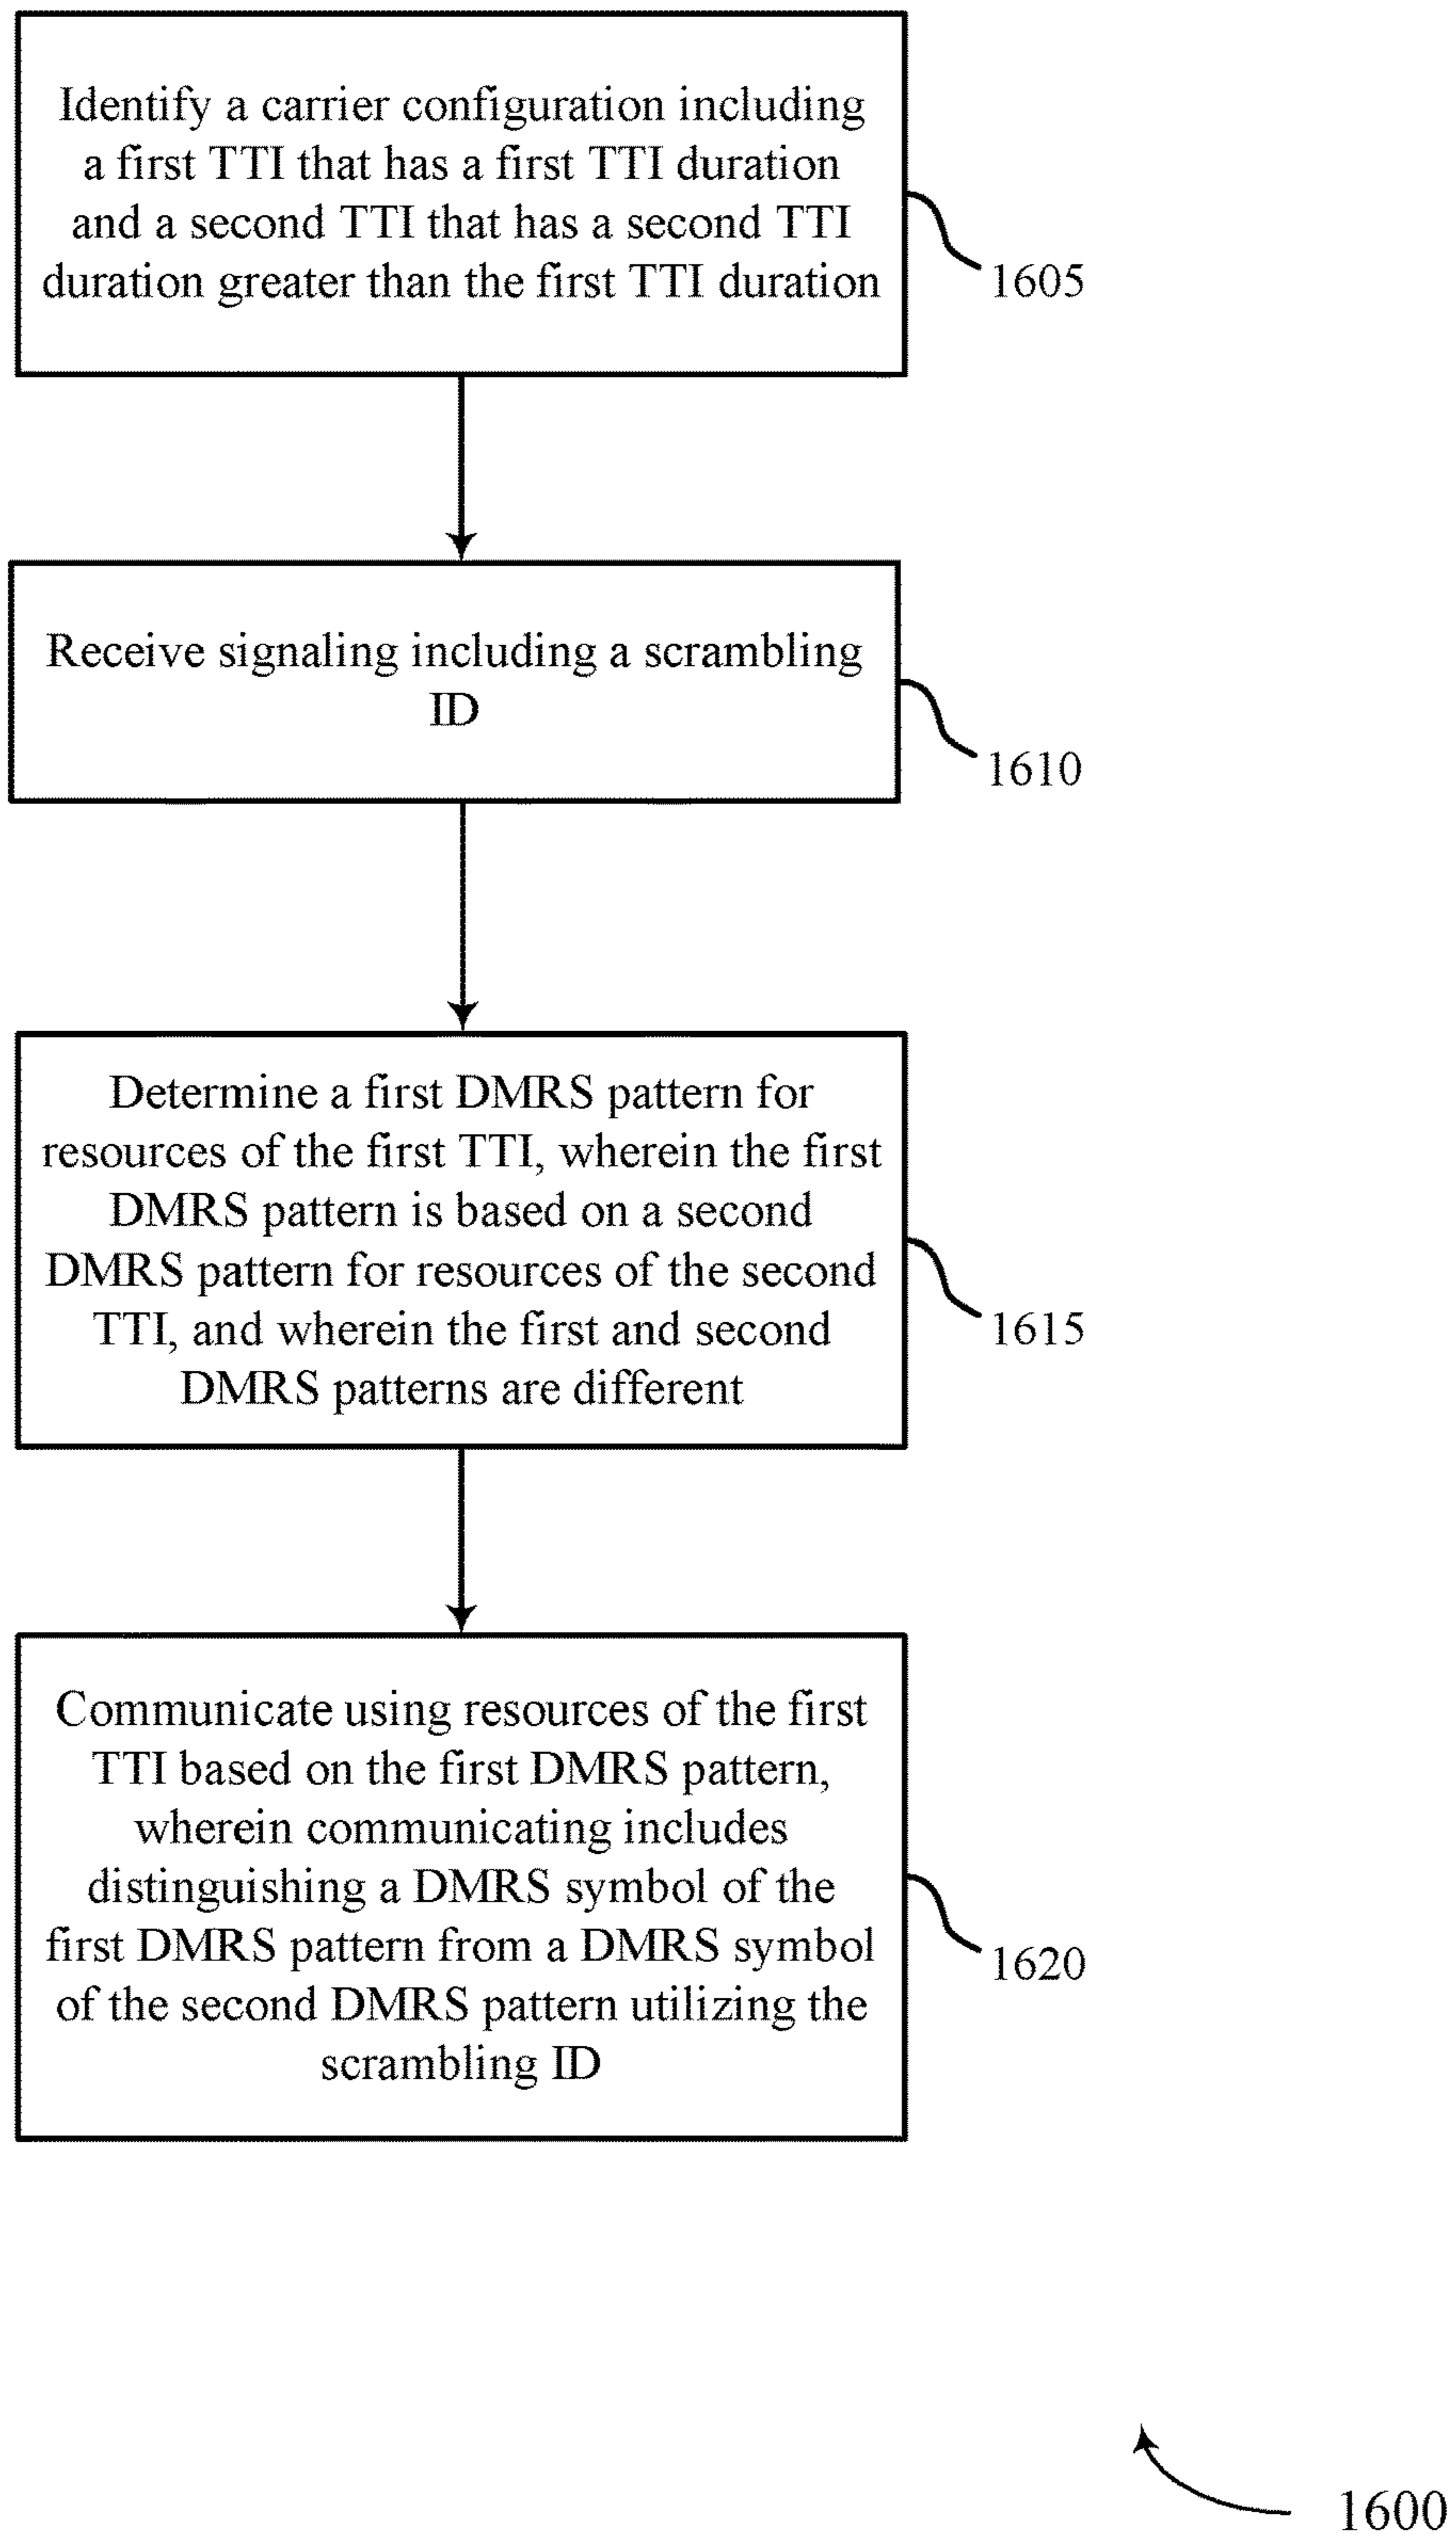 Identify a carrier configuration including
a first TTI that has a first TTI duration
and a second TTI that has a second TTI
duration greater than the first TTI duration
1605
Receive signaling including a scrambling
ID
1610
Determine a first DMRS pattern for
resources of the first TTI, wherein the first
DMRS pattern is based on a second
DMRS pattern for resources of the second
TTI, and wherein the first and second
DMRS patterns are different
1615
Communicate using resources of the first
TTI based on the first DMRS pattern,
wherein communicating includes
distinguishing a DMRS symbol of the
first DMRS pattern from a DMRS symbol
of the second DMRS pattern utilizing the
scrambling ID
1620
1600